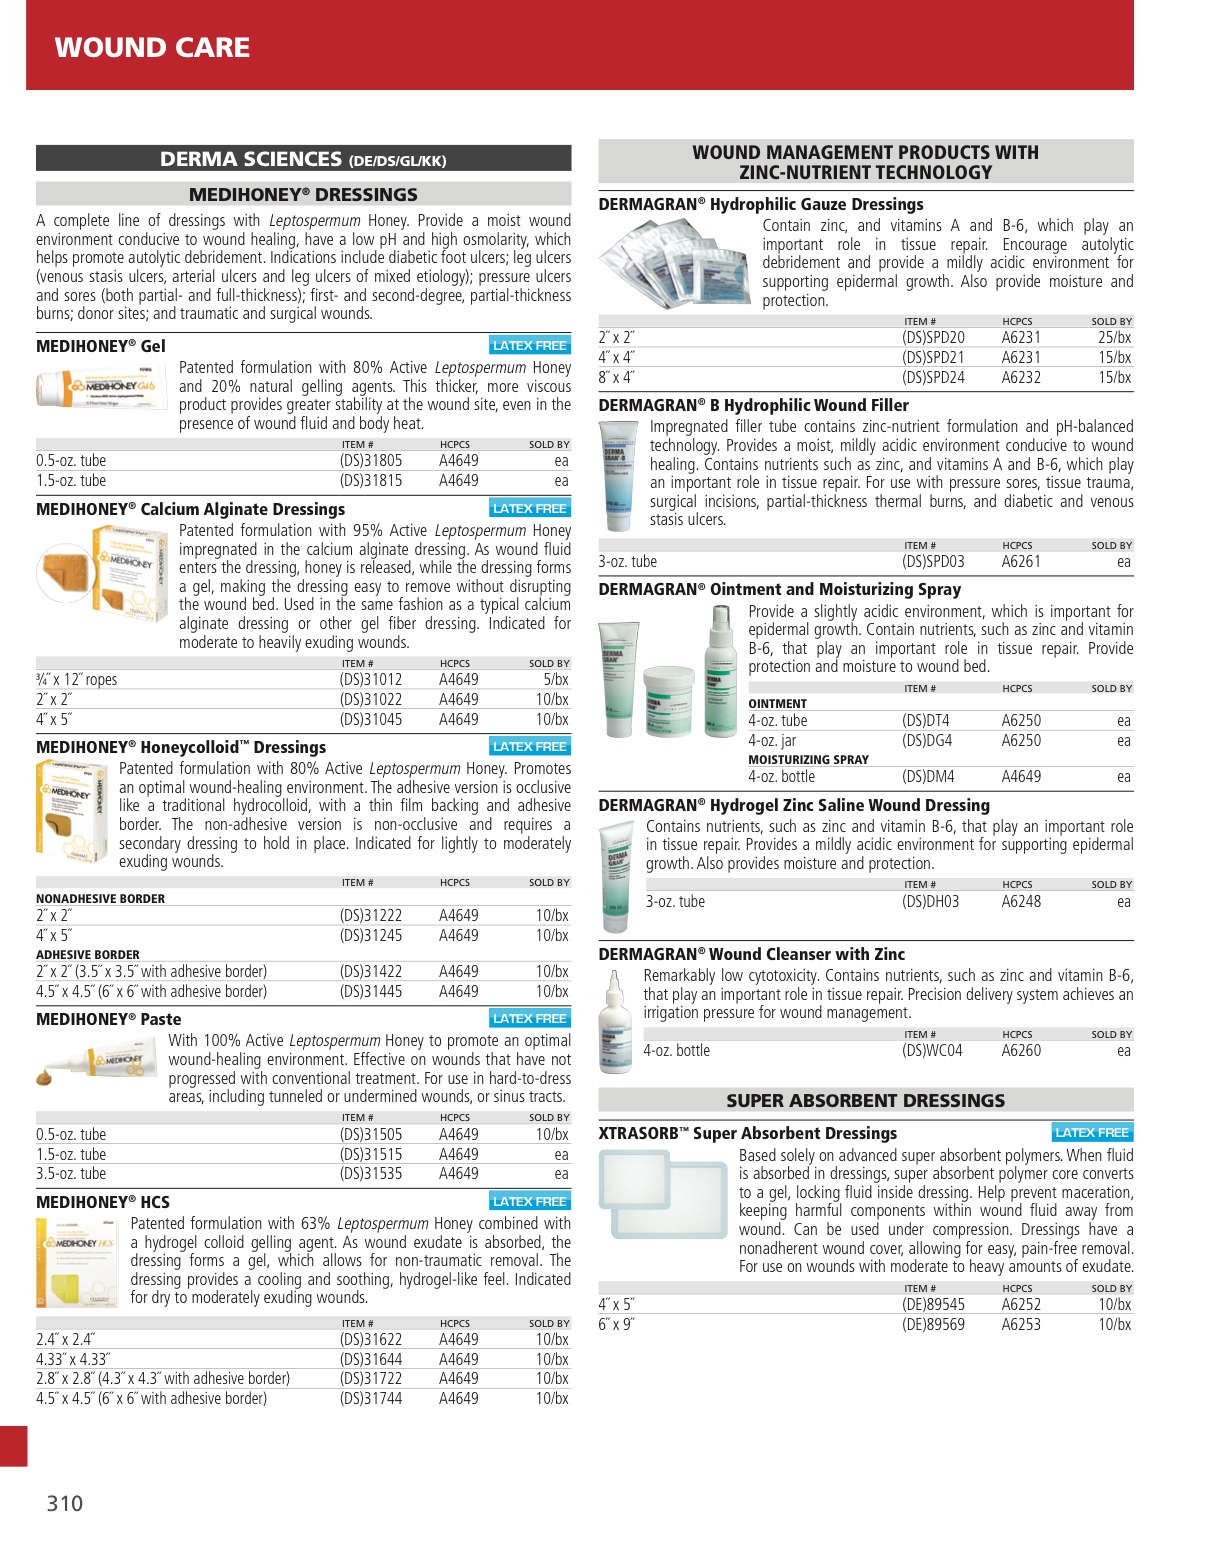 WOUND CARE
DERMA SCIENCES (DE/DS/GL/KK)
MEDIHONEY® DRESSINGS
A complete line of dressings with Leptospermum Honey. Provide a moist wound
environment conducive to wound healing, have a low pH and high osmolarity, which
helps promote autolytic debridement. Indications include diabetic foot ulcers; leg ulcers
(venous stasis ulcers, arterial ulcers and leg ulcers of mixed etiology); pressure ulcers
and sores (both partial- and full-thickness); first- and second-degree, partial-thickness
burns; donor sites; and traumatic and surgical wounds.
MEDIHONEY® Gel LATEX FREE
Patented formulation with 80% Active Leptospermum Honey
and 20% natural gelling agents. This thicker, more viscous
product provides greater stability at the wound site, even in the
presence of wound fluid and body heat.
ITEM # HCPCS SOLD BY
0.5-oz. tube (DS)31805 A4649 ea
1.5-oz. tube (DS)31815 A4649 ea
MEDIHONEY® Calcium Alginate Dressings LATEX FREE
Patented formulation with 95% Active Leptospermum Honey
impregnated in the calcium alginate dressing. As wound fluid
enters the dressing, honey is released, while the dressing forms
a gel, making the dressing easy to remove without disrupting
the wound bed. Used in the same fashion as a typical calcium
alginate dressing or other gel fiber dressing. Indicated for
moderate to heavily exuding wounds.
ITEM # HCPCS SOLD BY
¾˝ x 12˝ ropes (DS)31012 A4649 5/bx
2˝ x 2˝ (DS)31022 A4649 10/bx
4˝ x 5˝ (DS)31045 A4649 10/bx
MEDIHONEY® Honeycolloid™ Dressings LATEX FREE
Patented formulation with 80% Active Leptospermum Honey. Promotes
an optimal wound-healing environment. The adhesive version is occlusive
like a traditional hydrocolloid, with a thin film backing and adhesive
border. The non-adhesive version is non-occlusive and requires a
secondary dressing to hold in place. Indicated for lightly to moderately
exuding wounds.
ITEM # HCPCS SOLD BY
NONADHESIVE BORDER
2˝ x 2˝ (DS)31222 A4649 10/bx
4˝ x 5˝ (DS)31245 A4649 10/bx
ADHESIVE BORDER
2˝ x 2˝ (3.5˝ x 3.5˝ with adhesive border) (DS)31422 A4649 10/bx
4.5˝ x 4.5˝ (6˝ x 6˝ with adhesive border) (DS)31445 A4649 10/bx
MEDIHONEY® Paste LATEX FREE
With 100% Active Leptospermum Honey to promote an optimal
wound-healing environment. Effective on wounds that have not
progressed with conventional treatment. For use in hard-to-dress
areas, including tunneled or undermined wounds, or sinus tracts.
ITEM # HCPCS SOLD BY
0.5-oz. tube (DS)31505 A4649 10/bx
1.5-oz. tube (DS)31515 A4649 ea
3.5-oz. tube (DS)31535 A4649 ea
MEDIHONEY® HCS LATEX FREE
Patented formulation with 63% Leptospermum Honey combined with
a hydrogel colloid gelling agent. As wound exudate is absorbed, the
dressing forms a gel, which allows for non-traumatic removal. The
dressing provides a cooling and soothing, hydrogel-like feel. Indicated
for dry to moderately exuding wounds.
ITEM # HCPCS SOLD BY
2.4˝ x 2.4˝ (DS)31622 A4649 10/bx
4.33˝ x 4.33˝ (DS)31644 A4649 10/bx
2.8˝ x 2.8˝ (4.3˝ x 4.3˝ with adhesive border) (DS)31722 A4649 10/bx
4.5˝ x 4.5˝ (6˝ x 6˝ with adhesive border) (DS)31744 A4649 10/bx
WOUND MANAGEMENT PRODUCTS WITH
ZINC-NUTRIENT TECHNOLOGY
DERMAGRAN® Hydrophilic Gauze Dressings
Contain zinc, and vitamins A and B-6, which play an
important role in tissue repair. Encourage autolytic
debridement and provide a mildly acidic environment for
supporting epidermal growth. Also provide moisture and
protection.
ITEM # HCPCS SOLD BY
2˝ x 2˝ (DS)SPD20 A6231 25/bx
4˝ x 4˝ (DS)SPD21 A6231 15/bx
8˝ x 4˝ (DS)SPD24 A6232 15/bx
DERMAGRAN® B Hydrophilic Wound Filler
Impregnated filler tube contains zinc-nutrient formulation and pH-balanced
technology. Provides a moist, mildly acidic environment conducive to wound
healing. Contains nutrients such as zinc, and vitamins A and B-6, which play
an important role in tissue repair. For use with pressure sores, tissue trauma,
surgical incisions, partial-thickness thermal burns, and diabetic and venous
stasis ulcers.
ITEM # HCPCS SOLD BY
3-oz. tube (DS)SPD03 A6261 ea
DERMAGRAN® Ointment and Moisturizing Spray
Provide a slightly acidic environment, which is important for
epidermal growth. Contain nutrients, such as zinc and vitamin
B-6, that play an important role in tissue repair. Provide
protection and moisture to wound bed.
ITEM # HCPCS SOLD BY
OINTMENT
4-oz. tube (DS)DT4 A6250 ea
4-oz. jar (DS)DG4 A6250 ea
MOISTURIZING SPRAY
4-oz. bottle (DS)DM4 A4649 ea
DERMAGRAN® Hydrogel Zinc Saline Wound Dressing
Contains nutrients, such as zinc and vitamin B-6, that play an important role
in tissue repair. Provides a mildly acidic environment for supporting epidermal
growth. Also provides moisture and protection.
ITEM # HCPCS SOLD BY
3-oz. tube (DS)DH03 A6248 ea
DERMAGRAN® Wound Cleanser with Zinc
Remarkably low cytotoxicity. Contains nutrients, such as zinc and vitamin B-6,
that play an important role in tissue repair. Precision delivery system achieves an
irrigation pressure for wound management.
ITEM # HCPCS SOLD BY
4-oz. bottle (DS)WC04 A6260 ea
SUPER ABSORBENT DRESSINGS
XTRASORB™ Super Absorbent Dressings LATEX FREE
Based solely on advanced super absorbent polymers. When fluid
is absorbed in dressings, super absorbent polymer core converts
to a gel, locking fluid inside dressing. Help prevent maceration,
keeping harmful components within wound fluid away from
wound. Can be used under compression. Dressings have a
nonadherent wound cover, allowing for easy, pain-free removal.
For use on wounds with moderate to heavy amounts of exudate.
ITEM # HCPCS SOLD BY
4˝ x 5˝ (DE)89545 A6252 10/bx
6˝ x 9˝ (DE)89569 A6253 10/bx
310